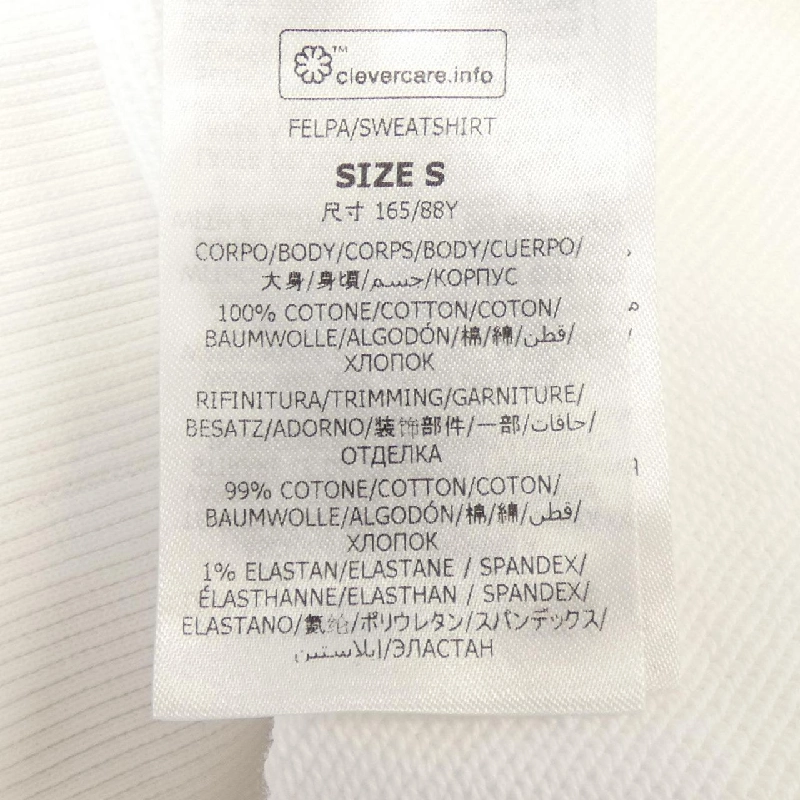 ™
clevercare.info
FELPA/SWEATSHIRT
SIZE S
尺寸 165/88Y
CORPO/BODY/CORPS/BODY/CUERPO/
大身/身頃/جسم/КОРПУС
100% COTONE/COTTON/COTON/
BAUMWOLLE/ALGODÓN/棉/綿/قطن/
ХЛОПОК
RIFINITURA/TRIMMING/GARNITURE/
BESATZ/ADORNO/装饰部件/一部/حافات/
ОТДЕЛКА
99% COTONE/COTTON/COTON/
BAUMWOLLE/ALGODÓN/棉/綿/قطن/
ХЛОПОК
1% ELASTAN/ELASTANE / SPANDEX/
ÉLASTHANNE/ELASTHAN / SPANDEX/
ELASTANO/氨纶/ポリウレタン/スパンデックス/
ايلاستين/ЭЛАСТАН